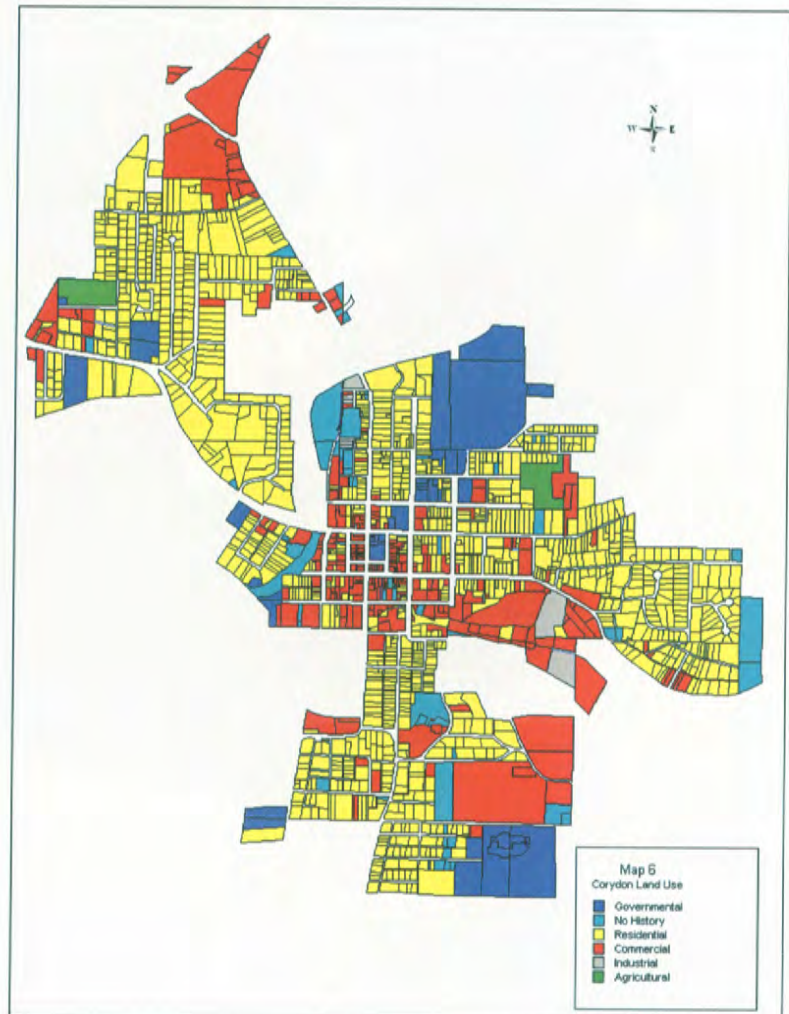 N
W E
S
Map 6
Corydon Land Use
Governmental
No History
Residential
Commercial
Industrial
Agricultural